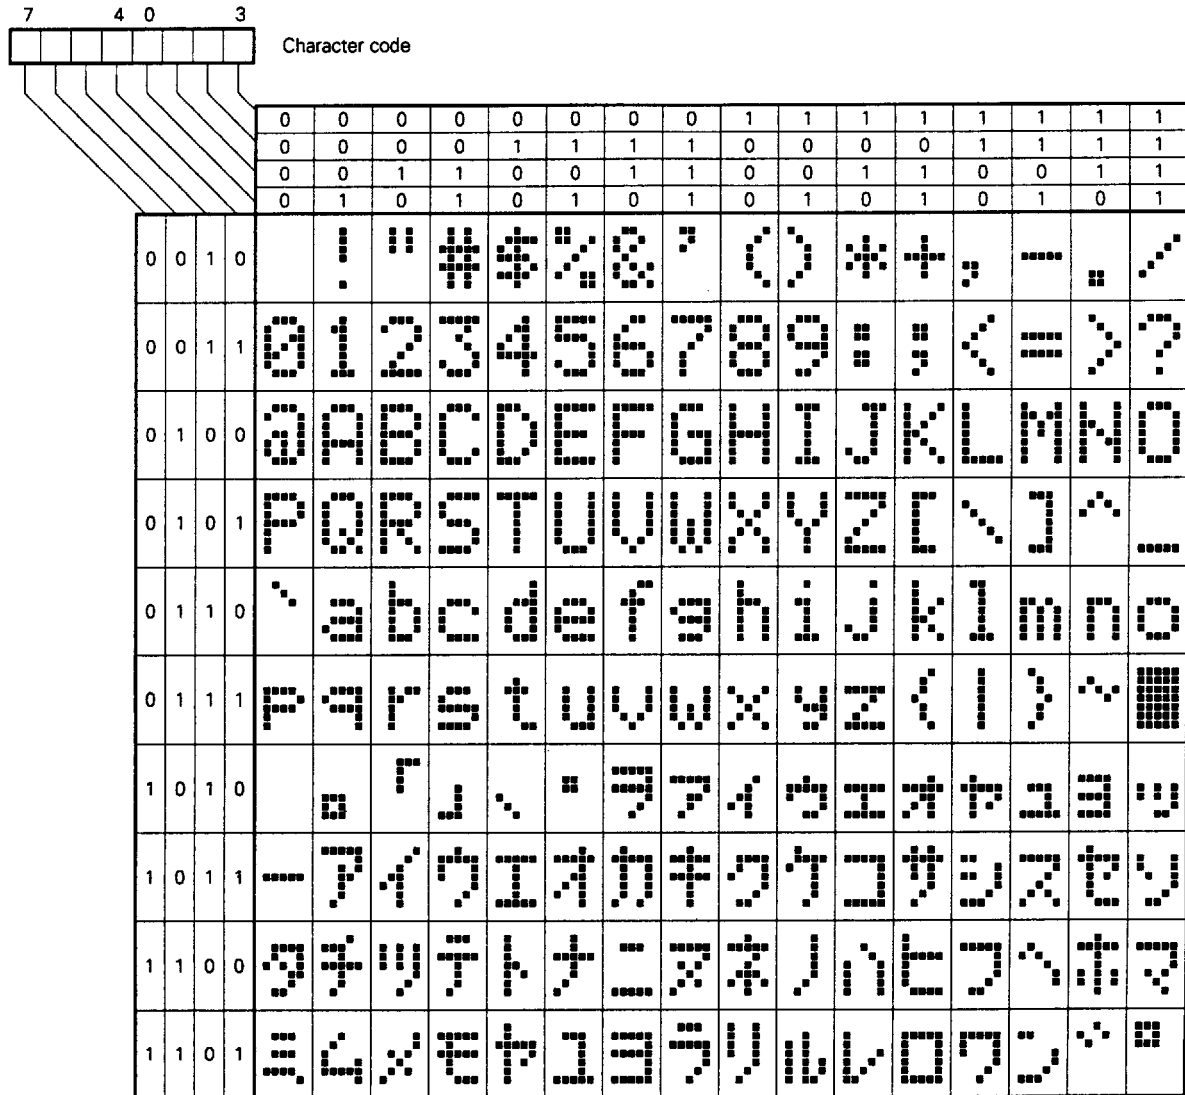 7 4 0 3
Character code
0 0 0 0 0 0 0 0 1 1 1 1 1 1 1 1
0 0 0 0 1 1 1 1 0 0 0 0 1 1 1 1
0 0 1 1 0 0 1 1 0 0 1 1 0 0 1 1
0 1 0 1 0 1 0 1 0 1 0 1 0 1 0 1
0 0 1 0 ! " # $ % & ' ( ) * + , - . /
0 0 1 1 0 1 2 3 4 5 6 7 8 9 : ; < = > ?
0 1 0 0 @ A B C D E F G H I J K L M N O
0 1 0 1 P Q R S T U V W X Y Z [ \ ] ^ _
0 1 1 0 ` a b c d e f g h i j k l m n o
0 1 1 1 p q r s t u v w x y z { | } ~ █
1 0 1 0 。 「 」 、 ・ ヲ ァ ィ ゥ ェ ォ ャ ュ ョ ッ
1 0 1 1 ー ア イ ウ エ オ カ キ ク ケ コ サ シ ス セ ソ
1 1 0 0 タ チ ツ テ ト ナ ニ ヌ ネ ノ ハ ヒ フ ヘ ホ マ
1 1 0 1 ミ ム メ モ ヤ ユ ヨ ラ リ ル レ ロ ワ ン ゛ ゜